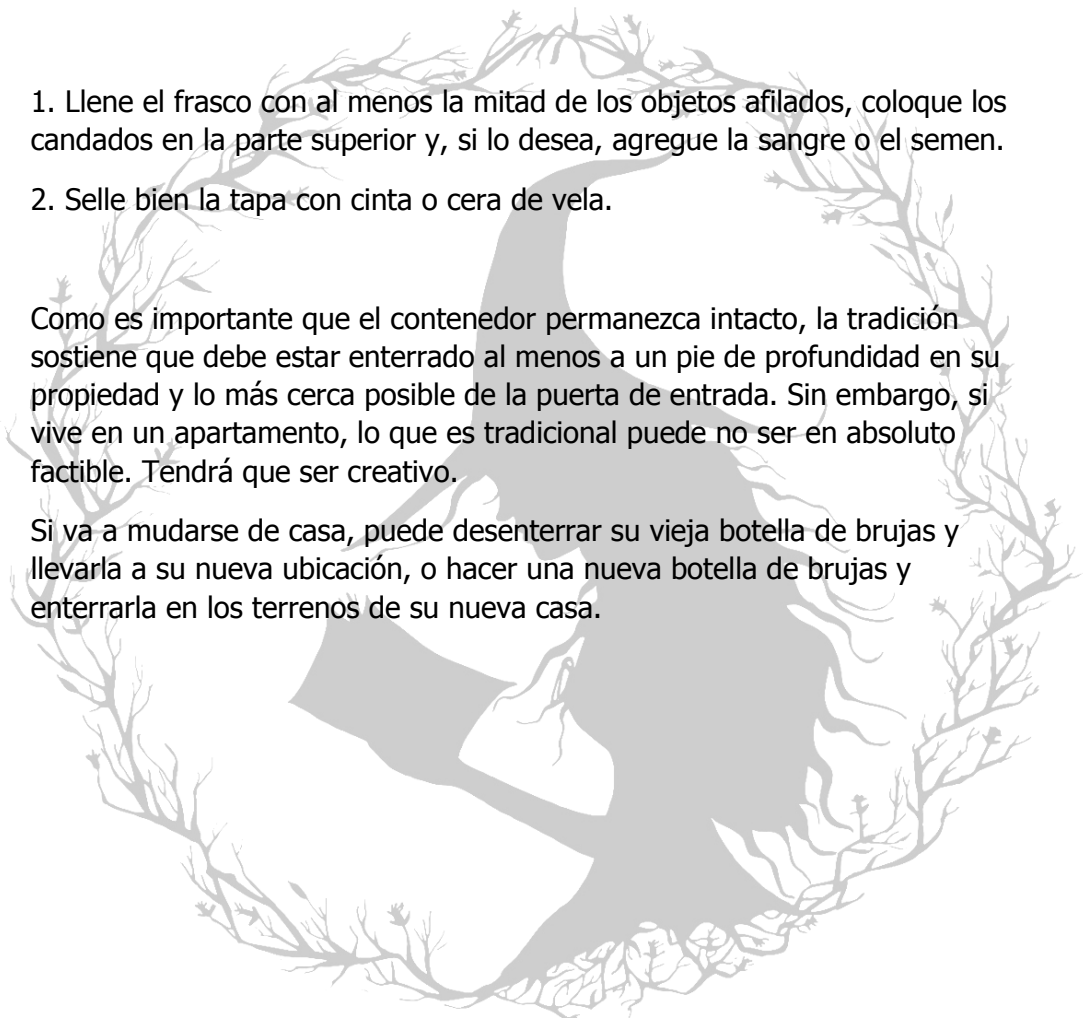 1. Llene el frasco con al menos la mitad de los objetos afilados, coloque los
candados en la parte superior y, si lo desea, agregue la sangre o el semen.
2. Selle bien la tapa con cinta o cera de vela.
Como es importante que el contenedor permanezca intacto, la tradición
sostiene que debe estar enterrado al menos a un pie de profundidad en su
propiedad y lo más cerca posible de la puerta de entrada. Sin embargo, si
vive en un apartamento, lo que es tradicional puede no ser en absoluto
factible. Tendrá que ser creativo.
Si va a mudarse de casa, puede desenterrar su vieja botella de brujas y
llevarla a su nueva ubicación, o hacer una nueva botella de brujas y
enterrarla en los terrenos de su nueva casa.